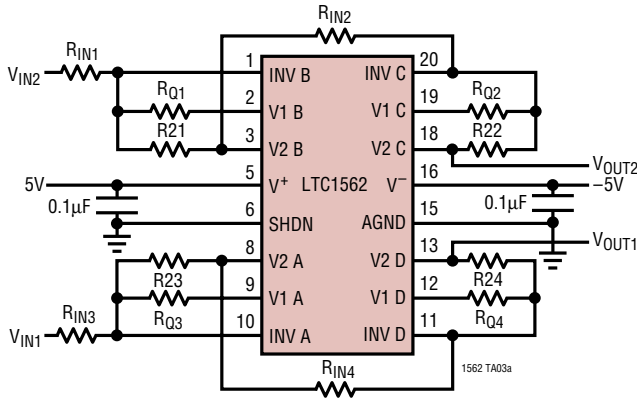 RIN2
RIN1
VIN2
1 INV B INV C 20
RQ1 2 V1 B V1 C 19 RQ2
R21 3 V2 B V2 C 18 R22
VOUT2
5V 5 V+ LTC1562 V– 16 –5V
0.1µF 0.1µF
6 SHDN AGND 15
VOUT1
8 V2 A V2 D 13
R23 R24
9 V1 A V1 D 12
RIN3 RQ3 RQ4
VIN1 10 INV A INV D 11
1562 TA03a
RIN4